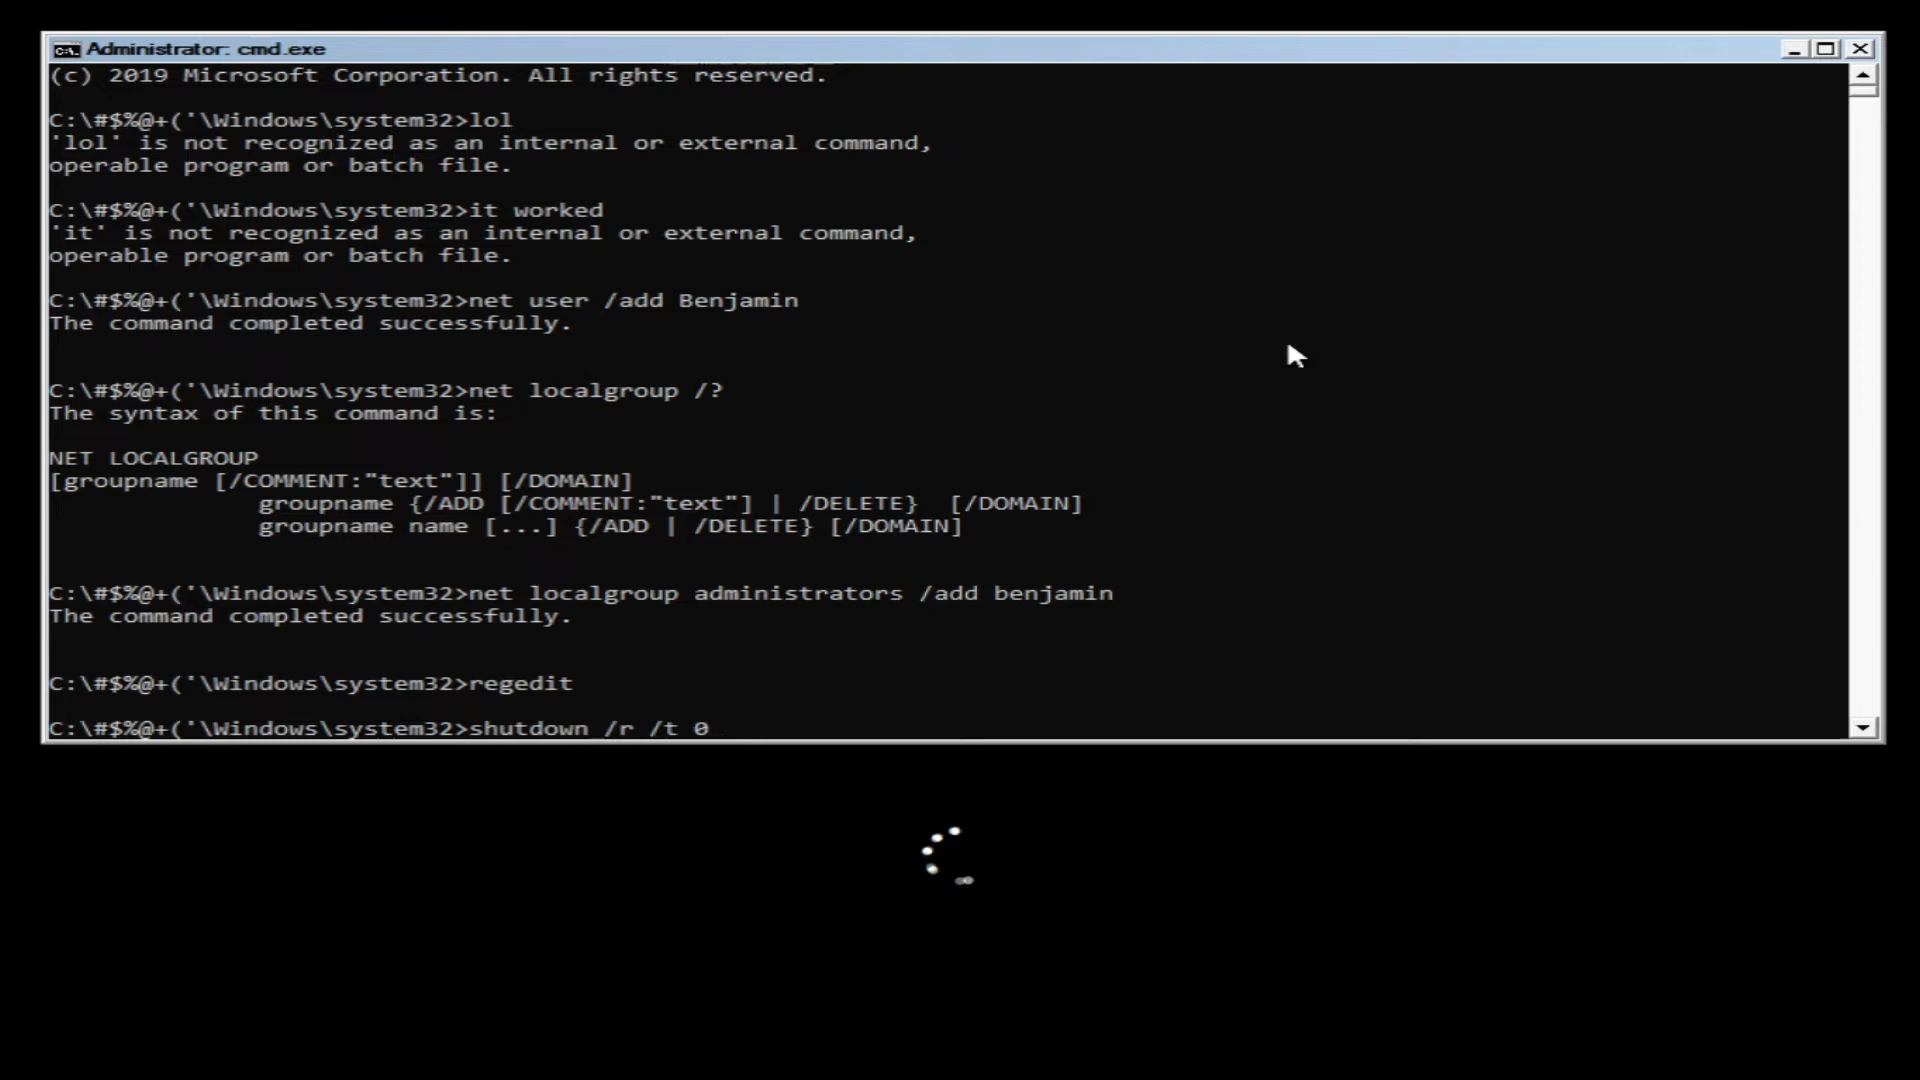 Administrator: cmd.exe
(c) 2019 Microsoft Corporation. All rights reserved.
C:\#$%@+('\Windows\system32>lol
'lol' is not recognized as an internal or external command,
operable program or batch file.
C:\#$%@+('\Windows\system32>it worked
'it' is not recognized as an internal or external command,
operable program or batch file.
C:\#$%@+('\Windows\system32>net user /add Benjamin
The command completed successfully.
C:\#$%@+('\Windows\system32>net localgroup /?
The syntax of this command is:
NET LOCALGROUP
[groupname [/COMMENT:"text"]] [/DOMAIN]
groupname {/ADD [/COMMENT:"text"] | /DELETE}  [/DOMAIN]
groupname name [...] {/ADD | /DELETE} [/DOMAIN]
C:\#$%@+('\Windows\system32>net localgroup administrators /add benjamin
The command completed successfully.
C:\#$%@+('\Windows\system32>regedit
C:\#$%@+('\Windows\system32>shutdown /r /t 0